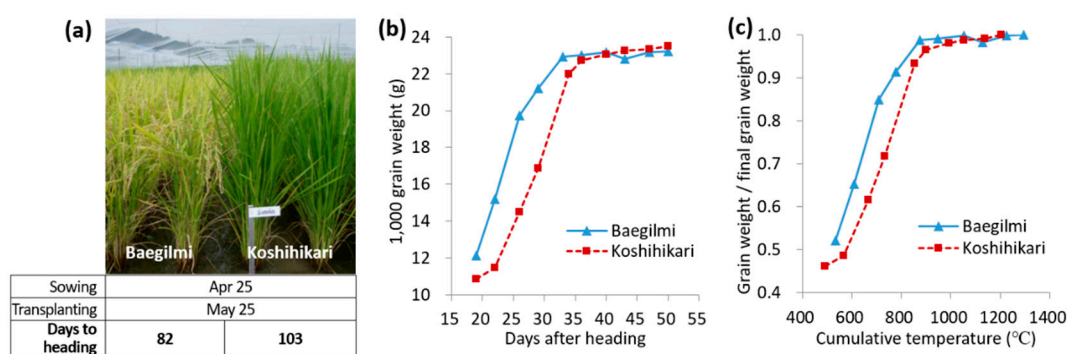 (a)
Baegilmi Koshihikari
Sowing Apr 25
Transplanting May 25
Days to
heading 82 103
(b)
1,000 grain weight (g)
24
22
20
18
16
14
12
10
15 20 25 30 35 40 45 50 55
Days after heading
Baegilmi
Koshihikari
(c)
Grain weight / final grain weight
1.0
0.9
0.8
0.7
0.6
0.5
0.4
400 600 800 1000 1200 1400
Cumulative temperature (℃)
Baegilmi
Koshihikari